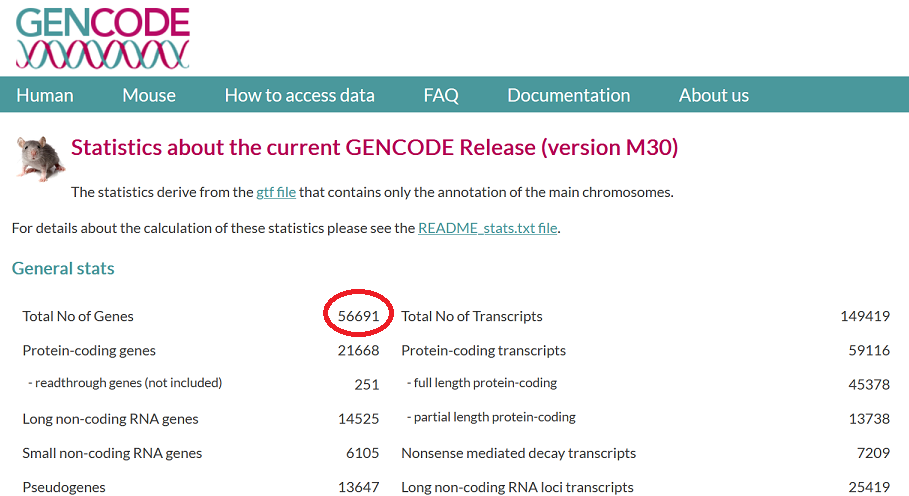 GENCODE
Human Mouse How to access data FAQ Documentation About us
Statistics about the current GENCODE Release (version M30)
The statistics derive from the gtf file that contains only the annotation of the main chromosomes.
For details about the calculation of these statistics please see the README_stats.txt file.
General stats
Total No of Genes 56691 Total No of Transcripts 149419
Protein-coding genes 21668 Protein-coding transcripts 59116
- readthrough genes (not included) 251 - full length protein-coding 45378
Long non-coding RNA genes 14525 - partial length protein-coding 13738
Small non-coding RNA genes 6105 Nonsense mediated decay transcripts 7209
Pseudogenes 13647 Long non-coding RNA loci transcripts 25419